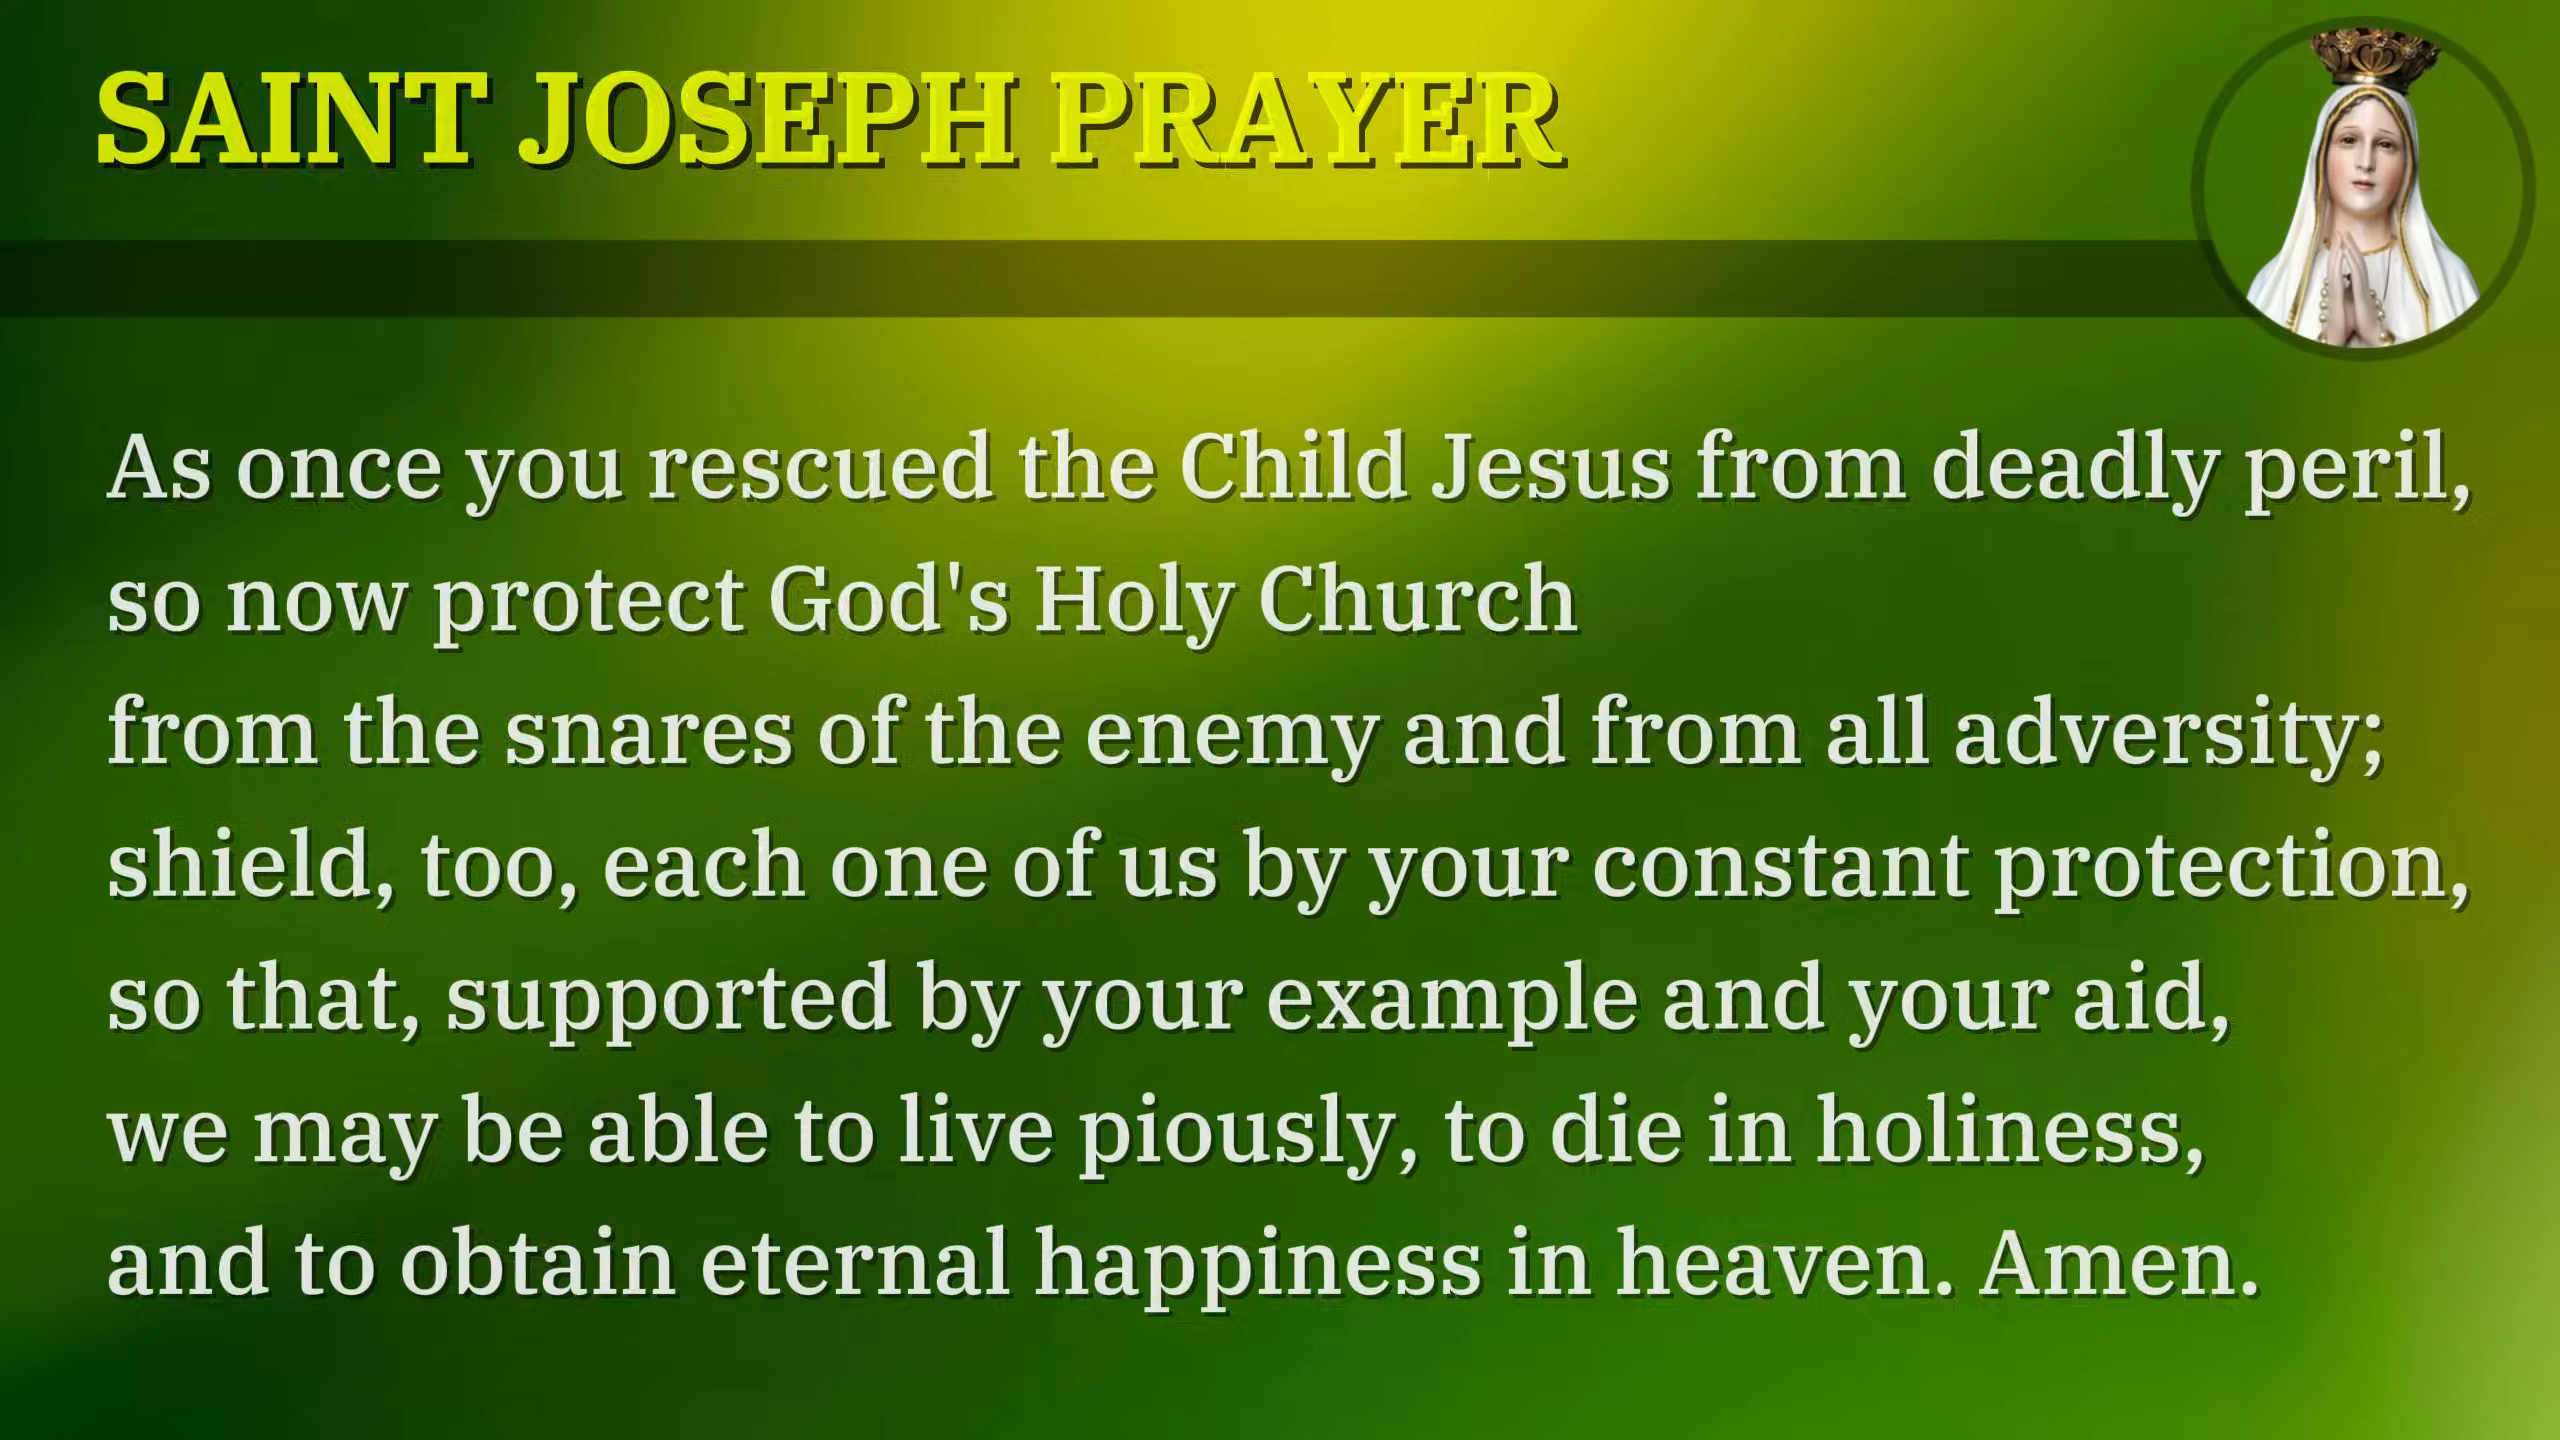 SAINT JOSEPH PRAYER
As once you rescued the Child Jesus from deadly peril,
so now protect God's Holy Church
from the snares of the enemy and from all adversity;
shield, too, each one of us by your constant protection,
so that, supported by your example and your aid,
we may be able to live piously, to die in holiness,
and to obtain eternal happiness in heaven. Amen.